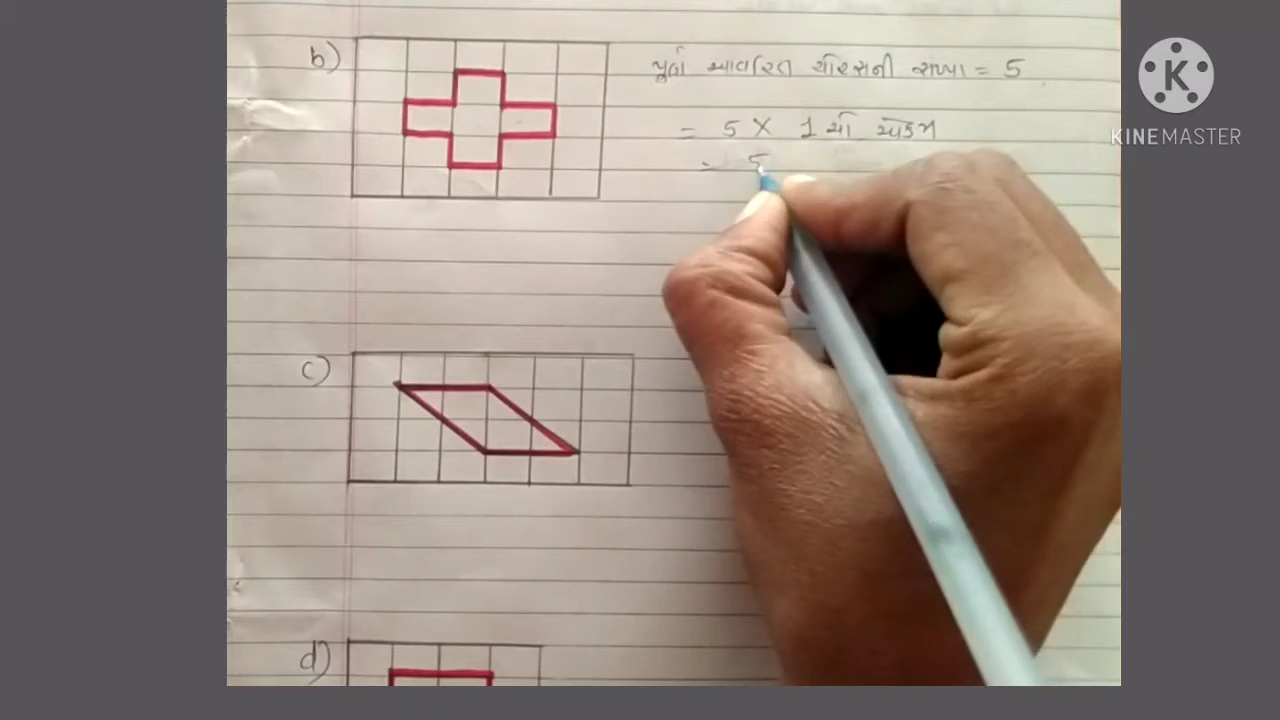 b) પુર્ણ આવરિત ચોરસની સંખ્યા = 5
= 5 X 1 ચો એકમ
= 5
c)
d)
K
KINEMASTER